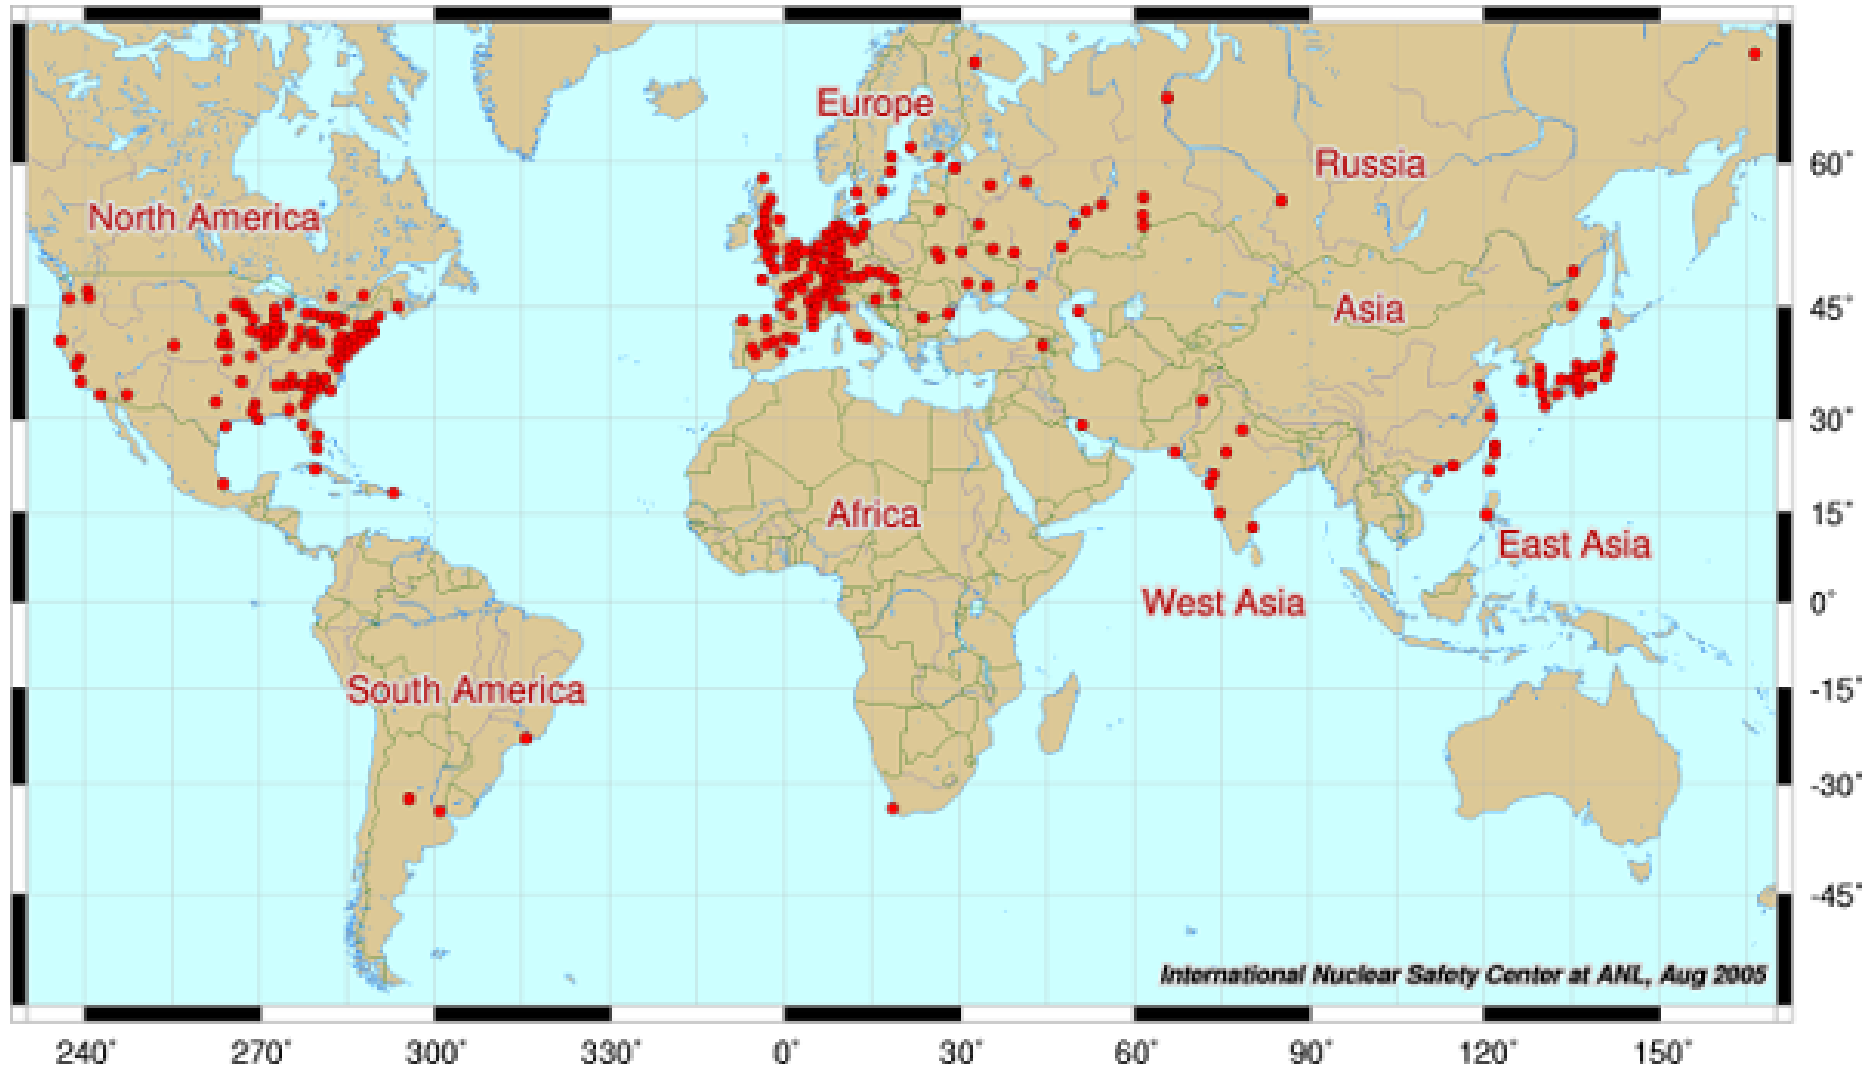 Europe
Russia
60°
North America
Asia
45°
30°
Africa
15°
East Asia
West Asia
0°
South America
-15°
-30°
-45°
International Nuclear Safety Center at ANL, Aug 2005
240° 270° 300° 330° 0° 30° 60° 90° 120° 150°